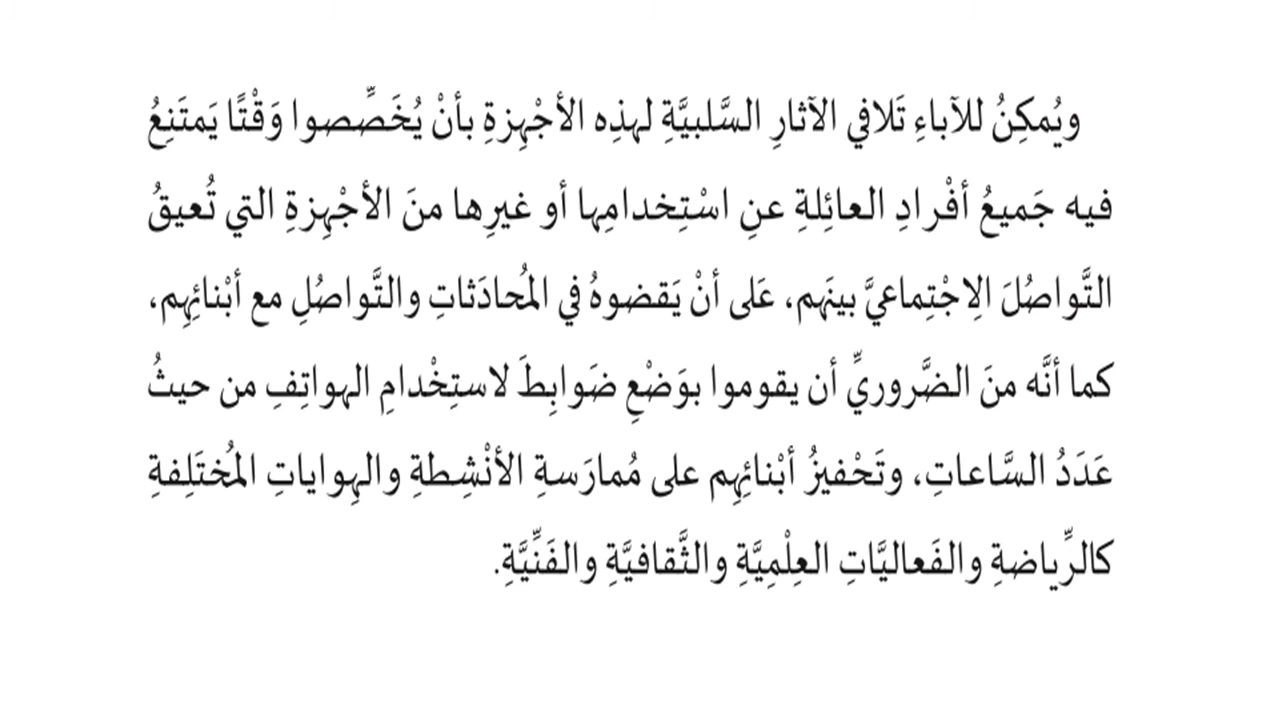 ويُمكِنُ للآباءِ تَلافي الآثارِ السَّلبيَّةِ لهذِه الأجْهِزةِ بأنْ يُخَصِّصوا وَقْتًا يَمتَنِعُ
فيه جَميعُ أفْرادِ العائِلةِ عنِ اسْتِخدامِها أو غيرِها منَ الأجْهِزةِ التي تُعيقُ
التَّواصُلَ الِاجْتِماعيَّ بينَهم، عَلى أنْ يَقضوهُ في المُحادَثاتِ والتَّواصُلِ مع أبْنائِهِم،
كما أنَّه منَ الضَّروريِّ أن يقوموا بوَضْعِ ضَوابِطَ لاستِخْدامِ الهواتِفِ من حيثُ
عَدَدُ السَّاعاتِ، وتَحْفيزُ أبْنائِهِم على مُمارَسةِ الأنْشِطةِ والهِواياتِ المُختَلِفةِ
كالرِّياضةِ والفَعاليَّاتِ العِلْمِيَّةِ والثَّقافيَّةِ والفَنِّيَّةِ.